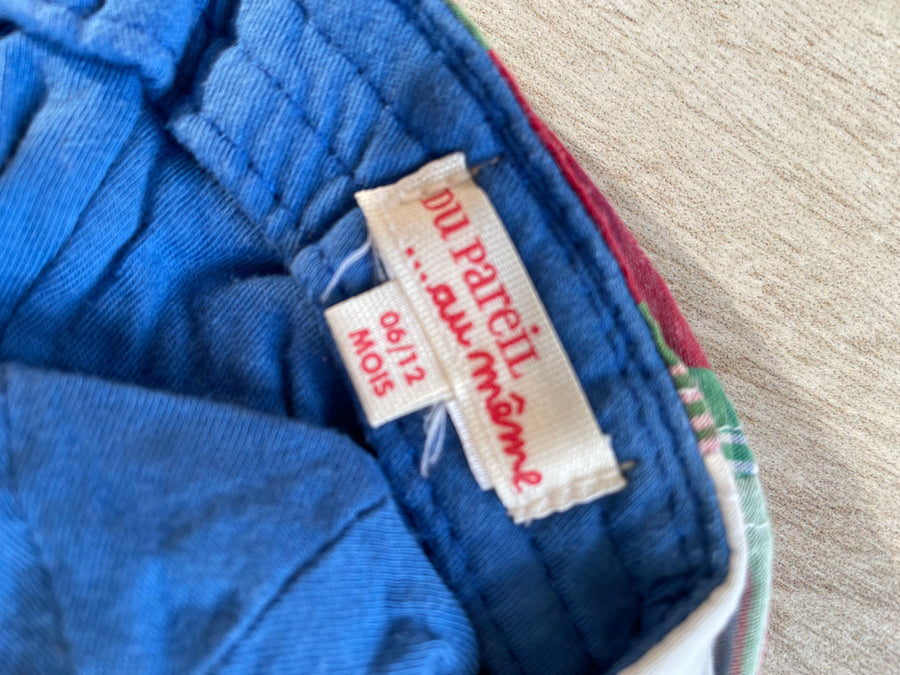 DU PaReiL
...au même
06/12
MOIS